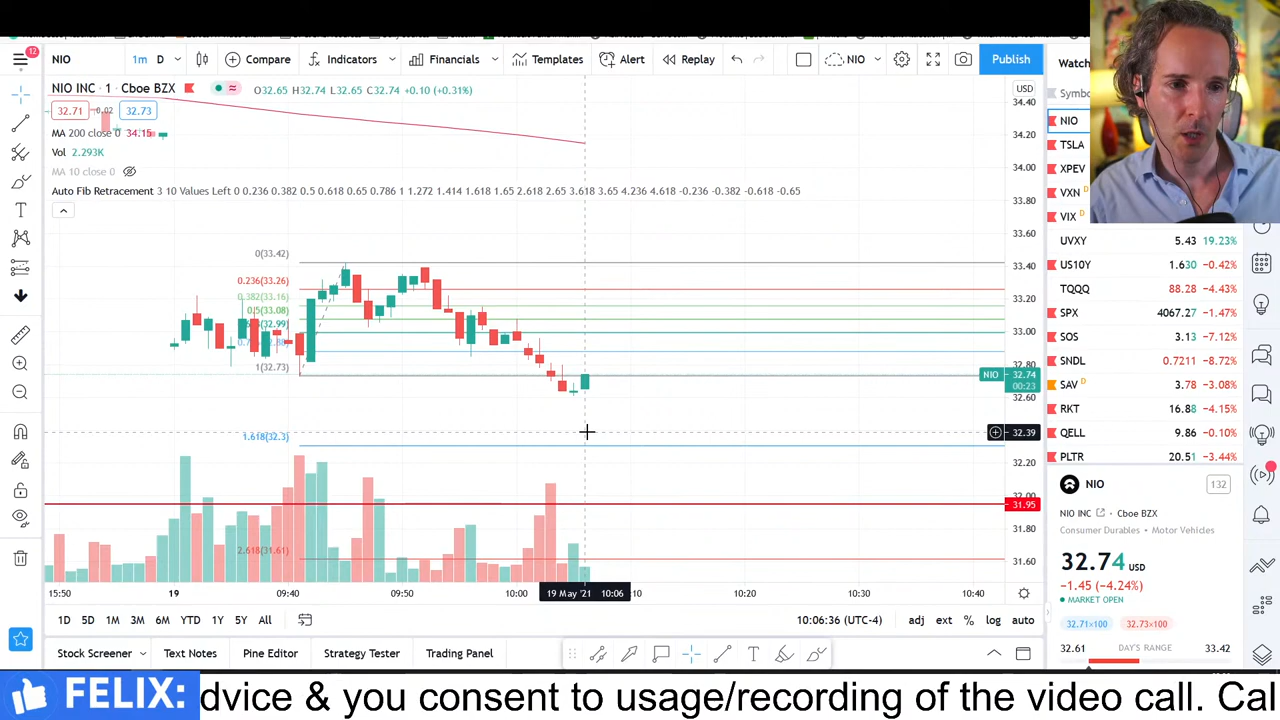 12
NIO
1m
D
Compare
Indicators
Financials
Templates
Alert
Replay
NIO
Publish
Watch
Symbo
NIO INC · 1 · Cboe BZX
O32.65 H32.74 L32.65 C32.74 +0.10 (+0.31%)
32.71
0.02
32.73
MA 200 close 0 34.15
Vol 2.293K
MA 10 close 0
Auto Fib Retracement 3 10 Values Left 0 0.236 0.382 0.5 0.618 0.65 0.786 1 1.272 1.414 1.618 1.65 2.618 2.65 3.618 3.65 4.236 4.618 -0.236 -0.382 -0.618 -0.65
0(33.42)
0.236(33.26)
0.382(33.16)
0.5(33.08)
1(32.73)
1.618(32.3)
2.618(31.61)
USD
34.40
34.20
34.00
33.80
33.60
33.40
33.20
33.00
32.80
NIO 32.74
00:23
32.60
32.39
32.20
32.00
31.95
31.80
31.60
NIO
TSLA
XPEV
VXN D
VIX D
UVXY 5.43 19.23%
US10Y 1.630 −0.42%
TQQQ 88.28 −4.43%
SPX 4067.27 −1.47%
SOS 3.13 −7.12%
SNDL 0.7211 −8.72%
SAV D 3.78 −3.08%
RKT 16.88 −4.15%
QELL 9.86 −0.10%
PLTR 20.51 −3.44%
NIO
132
NIO INC · Cboe BZX
Consumer Durables · Motor Vehicles
32.74 USD
−1.45 (−4.24%)
MARKET OPEN
32.71×100
32.73×100
32.61 DAY'S RANGE 33.42
15:50
19
09:40
09:50
10:00
19 May '21 10:06
:10
10:20
10:30
10:40
1D
5D
1M
3M
6M
YTD
1Y
5Y
All
10:06:36 (UTC-4)
adj
ext
%
log
auto
Stock Screener
Text Notes
Pine Editor
Strategy Tester
Trading Panel
FELIX:
dvice & you consent to usage/recording of the video call. Cal